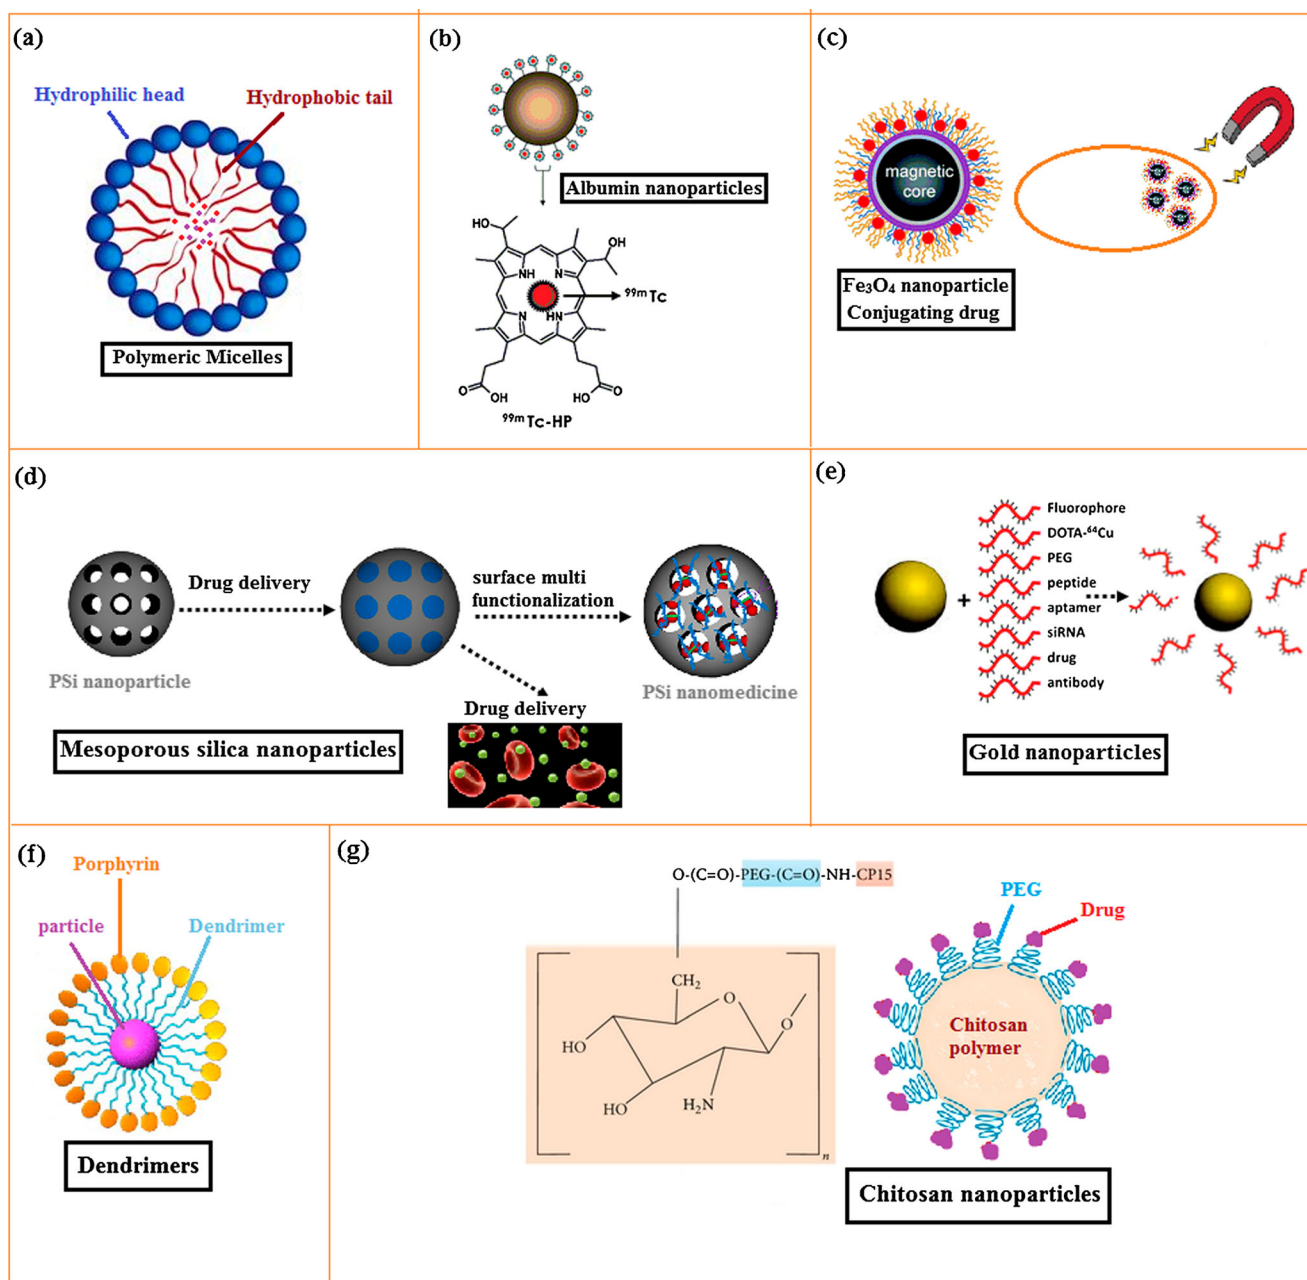 (a)
Hydrophilic head
Hydrophobic tail
Polymeric Micelles
(b)
Albumin nanoparticles
HO
OH
NH
N
N
HN
⁹⁹ᵐTc
O
OH
HO
O
⁹⁹ᵐTc-HP
(c)
magnetic
core
Fe₃O₄ nanoparticle
Conjugating drug
(d)
PSi nanoparticle
Drug delivery
surface multi
functionalization
PSi nanomedicine
Drug delivery
Mesoporous silica nanoparticles
(e)
+
Fluorophore
DOTA-⁶⁴Cu
PEG
peptide
aptamer
siRNA
drug
antibody
Gold nanoparticles
(f)
Porphyrin
particle
Dendrimer
Dendrimers
(g)
O-(C=O)-PEG-(C=O)-NH-CP15
CH₂
O
O
HO
HO
H₂N
n
PEG
Drug
Chitosan
polymer
Chitosan nanoparticles